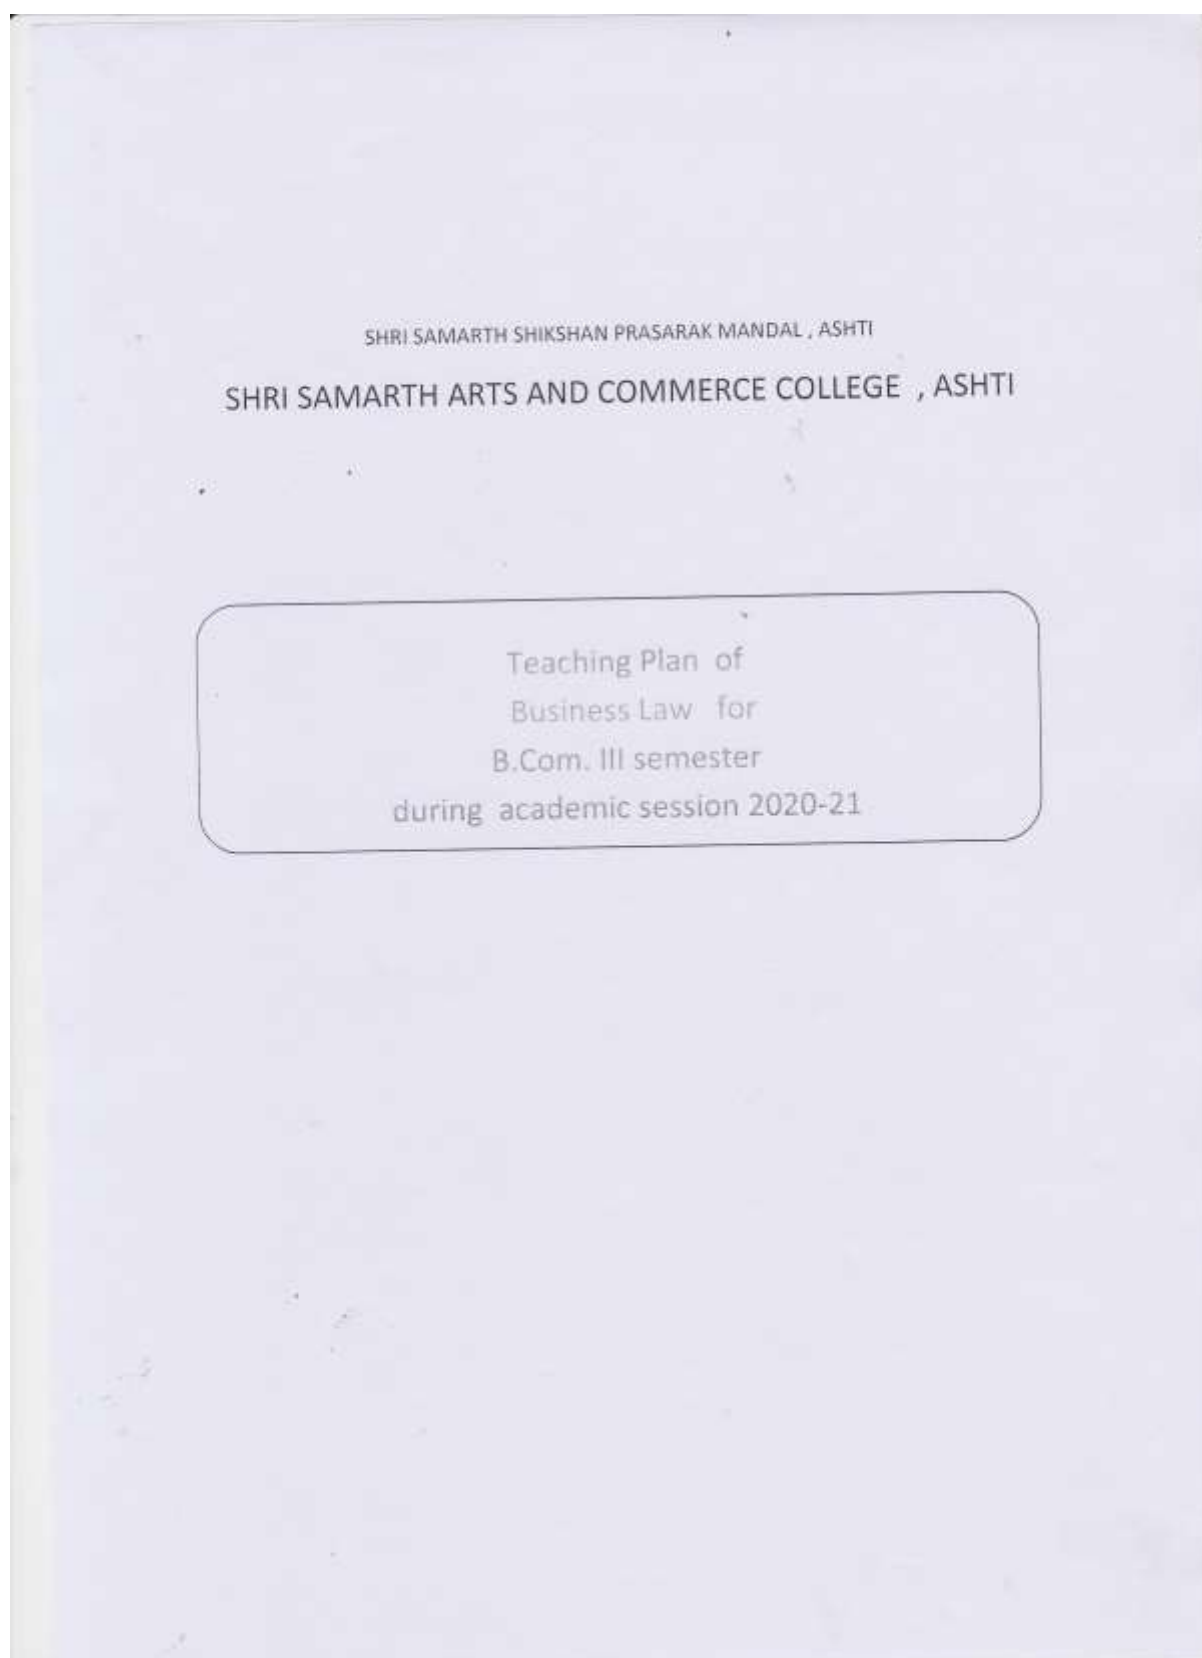 SHRI SAMARTH SHIKSHAN PRASARAK MANDAL , ASHTI
SHRI SAMARTH ARTS AND COMMERCE COLLEGE , ASHTI
Teaching Plan of
Business Law for
B.Com. III semester
during academic session 2020-21